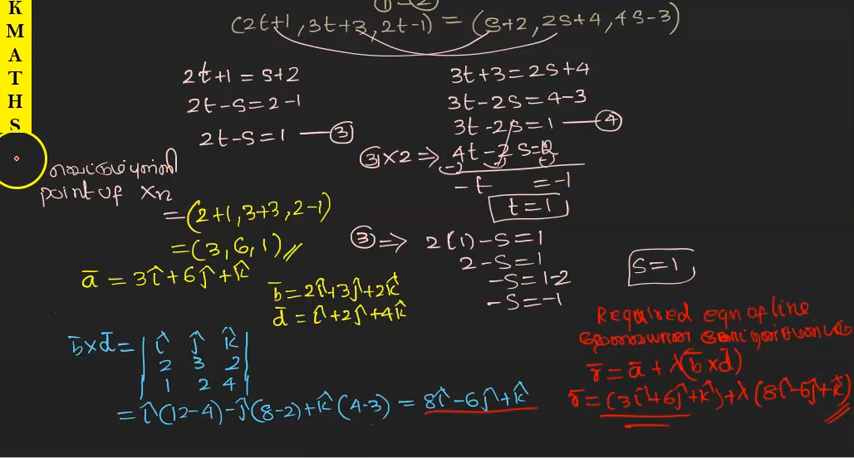 KMATHS
① = ②
(2t+1, 3t+3, 2t-1) = (s+2, 2s+4, 4s-3)
2t+1 = s+2
2t-s = 2-1
2t-s = 1 — ③
3t+3 = 2s+4
3t-2s = 4-3
3t-2s = 1 — ④
③×2 ⇒ 4t-2s=2
(-) (-) (-)
-t = -1
t=1
point of Xn
= (2+1, 3+3, 2-1)
= (3, 6, 1)
③ ⇒ 2(1)-s=1
2-s=1
-s=1-2
-s=-1
s=1
a̅ = 3î+6ĵ+k̂
b̅ = 2î+3ĵ+2k̂
d̅ = î+2ĵ+4k̂
b̅×d̅ = | î ĵ k̂ |
| 2 3 2 |
| 1 2 4 |
= î(12-4)-ĵ(8-2)+k̂(4-3) = 8î-6ĵ+k̂
Required eqn of line
r̅ = a̅ + λ(b̅×d̅)
r̅ = (3î+6ĵ+k̂)+λ(8î-6ĵ+k̂)